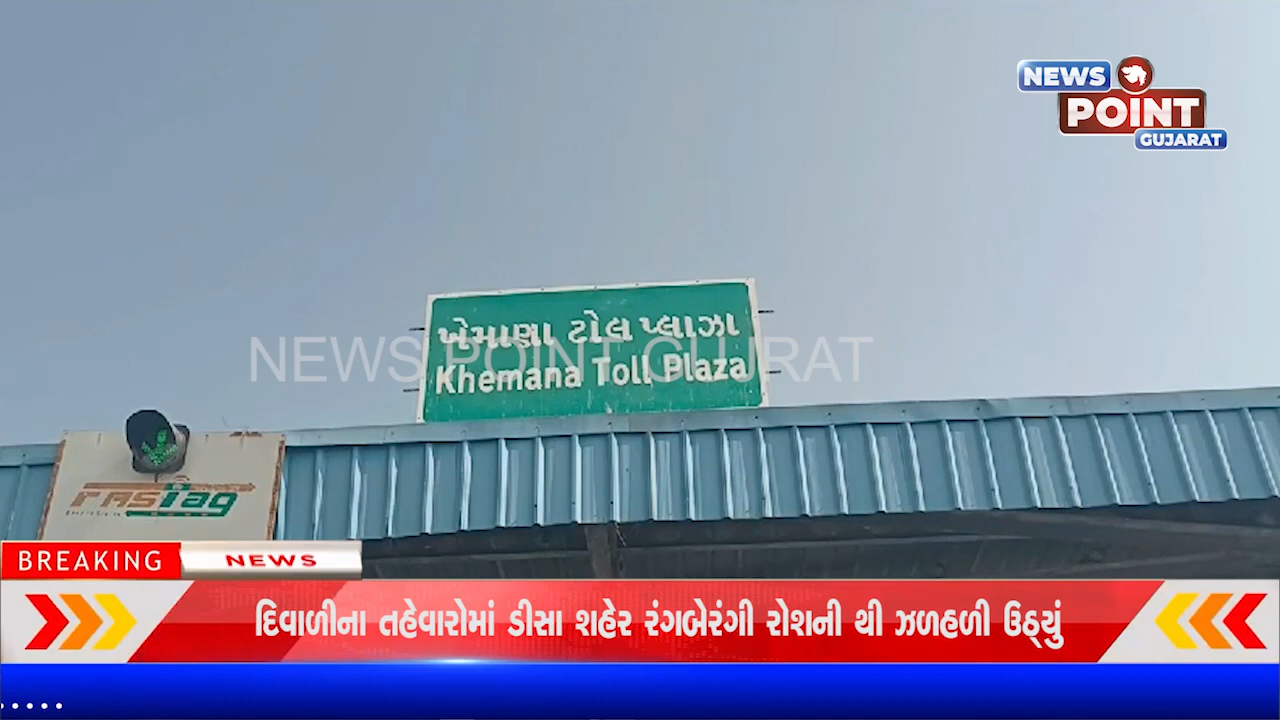 NEWS
POINT
GUJARAT
ખેમાણા ટોલ પ્લાઝા
Khemana Toll Plaza
NEWS POINT GUJARAT
FASTag
BREAKING NEWS
દિવાળીના તહેવારોમાં ડીસા શહેર રંગબેરંગી રોશની થી ઝળહળી ઉઠ્યું